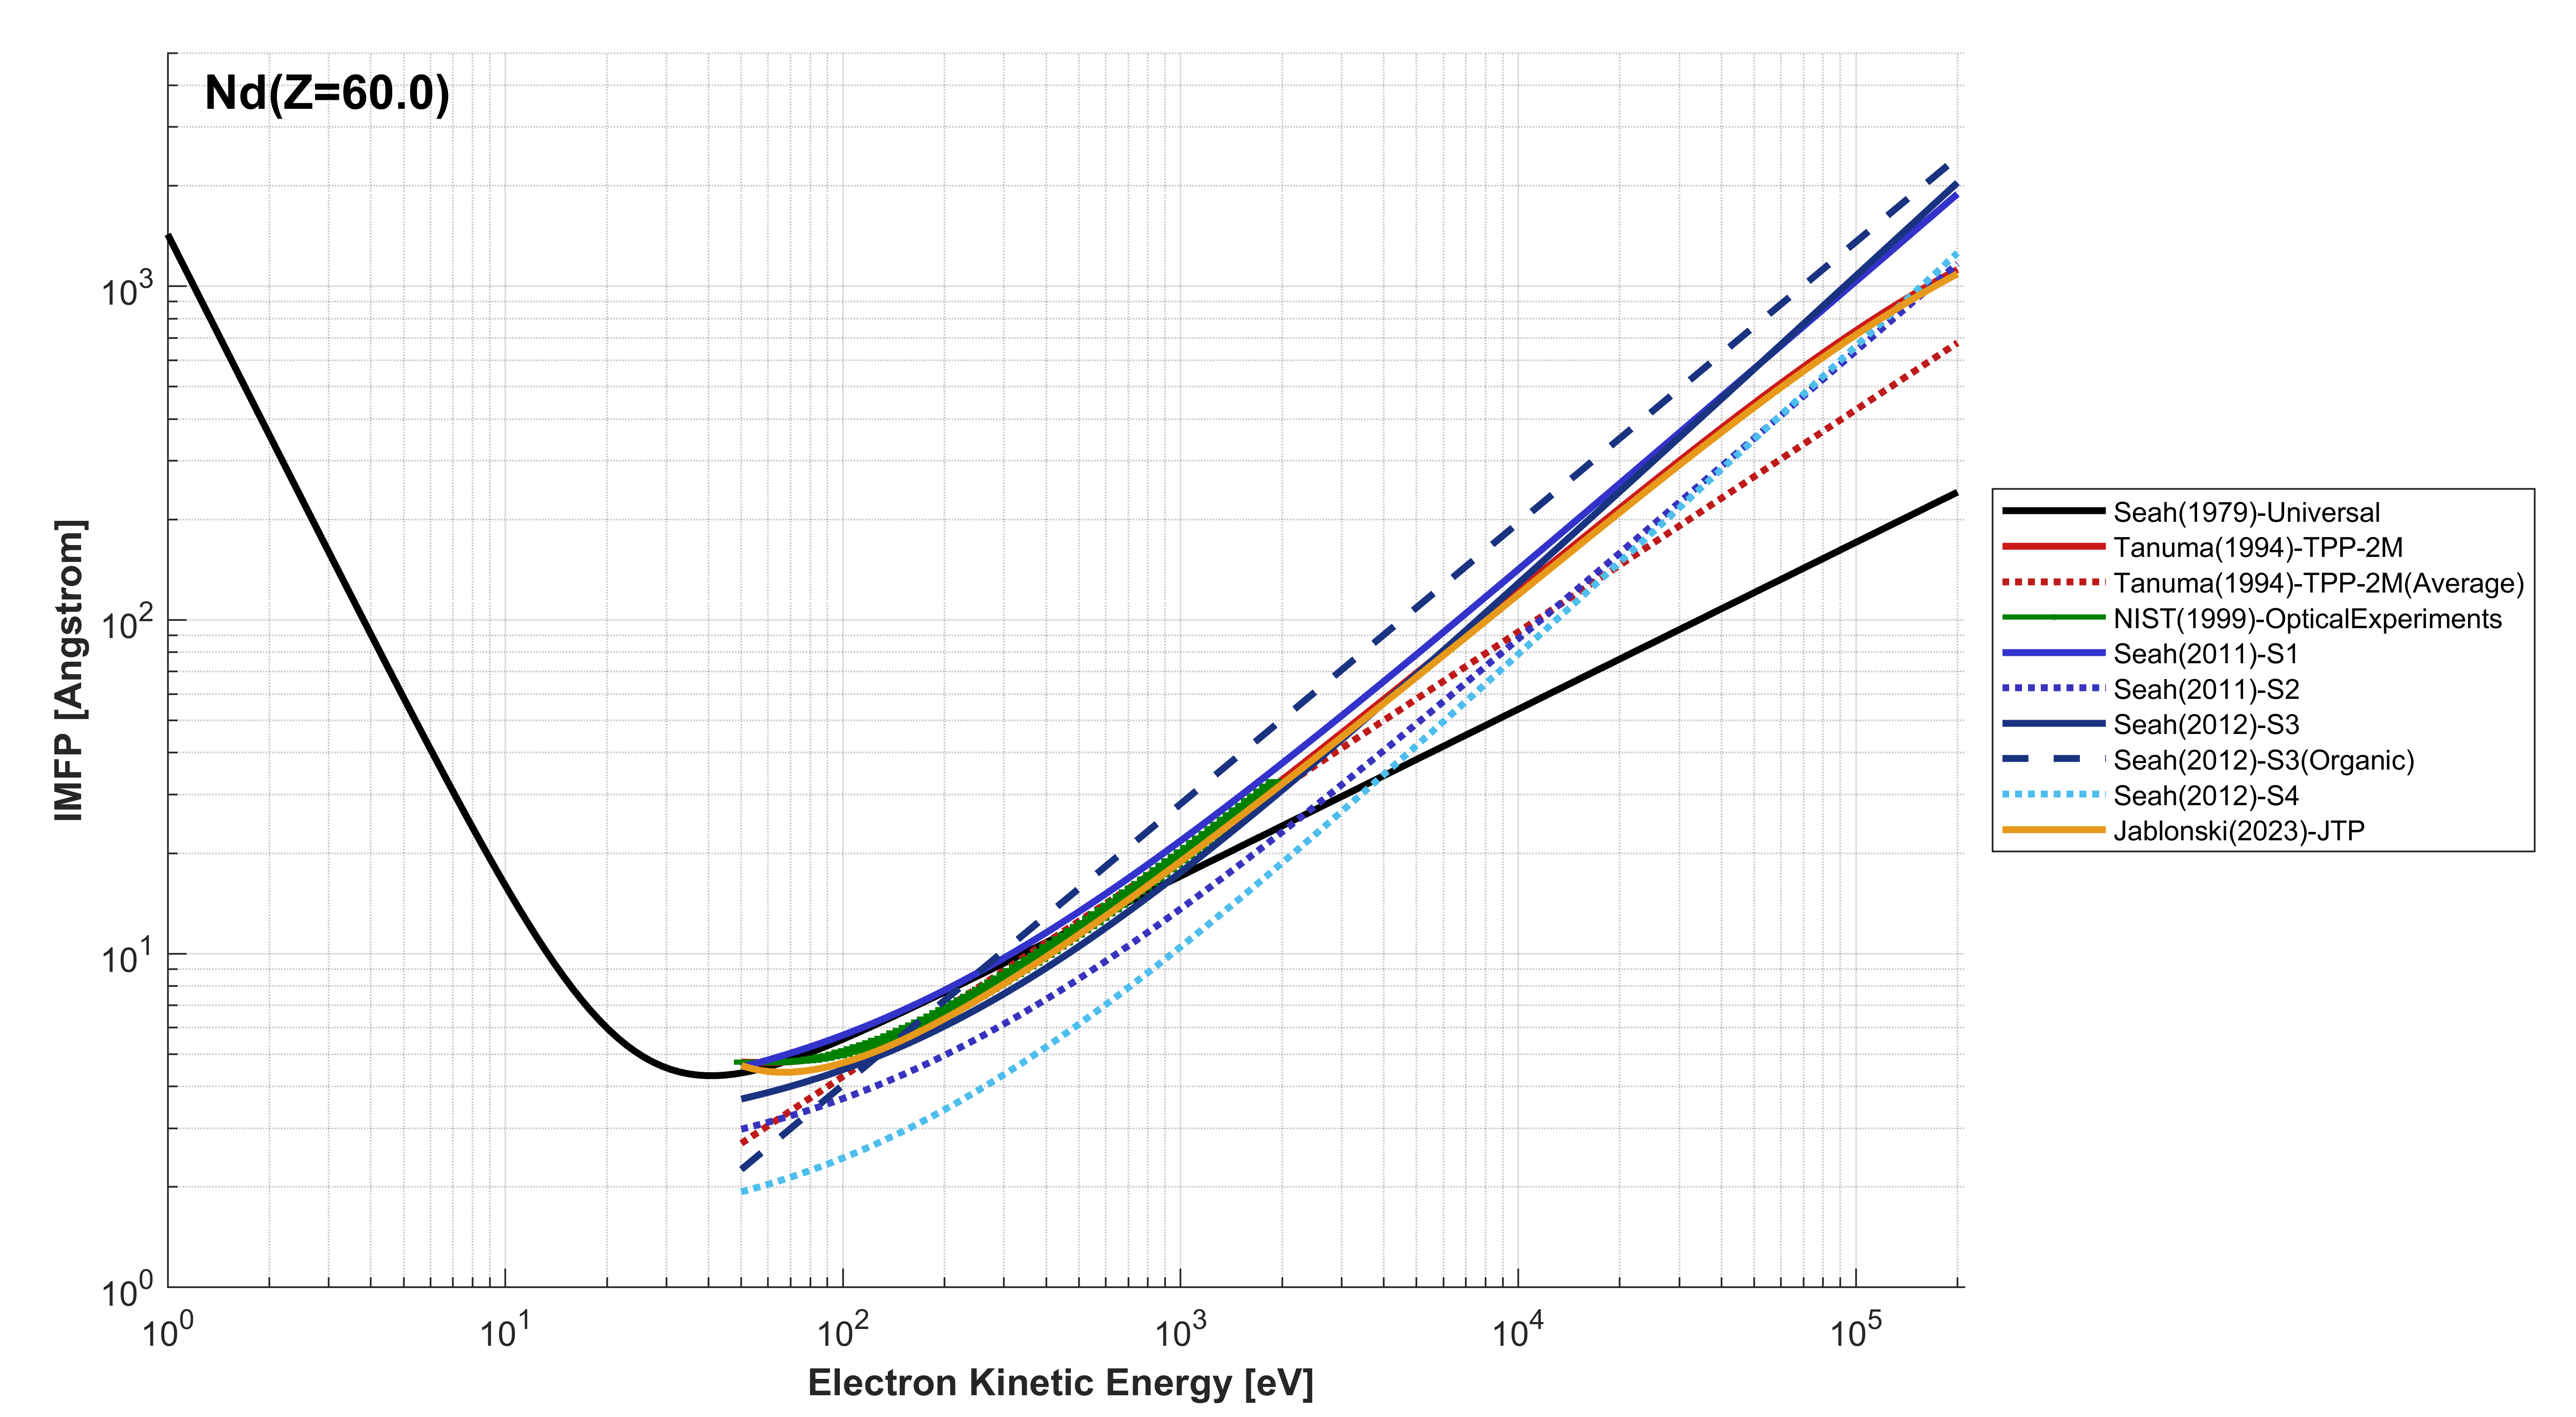 Nd(Z=60.0)
IMFP [Angstrom]
10^3
10^2
10^1
10^0
10^0 10^1 10^2 10^3 10^4 10^5
Electron Kinetic Energy [eV]
Seah(1979)-Universal
Tanuma(1994)-TPP-2M
Tanuma(1994)-TPP-2M(Average)
NIST(1999)-OpticalExperiments
Seah(2011)-S1
Seah(2011)-S2
Seah(2012)-S3
Seah(2012)-S3(Organic)
Seah(2012)-S4
Jablonski(2023)-JTP